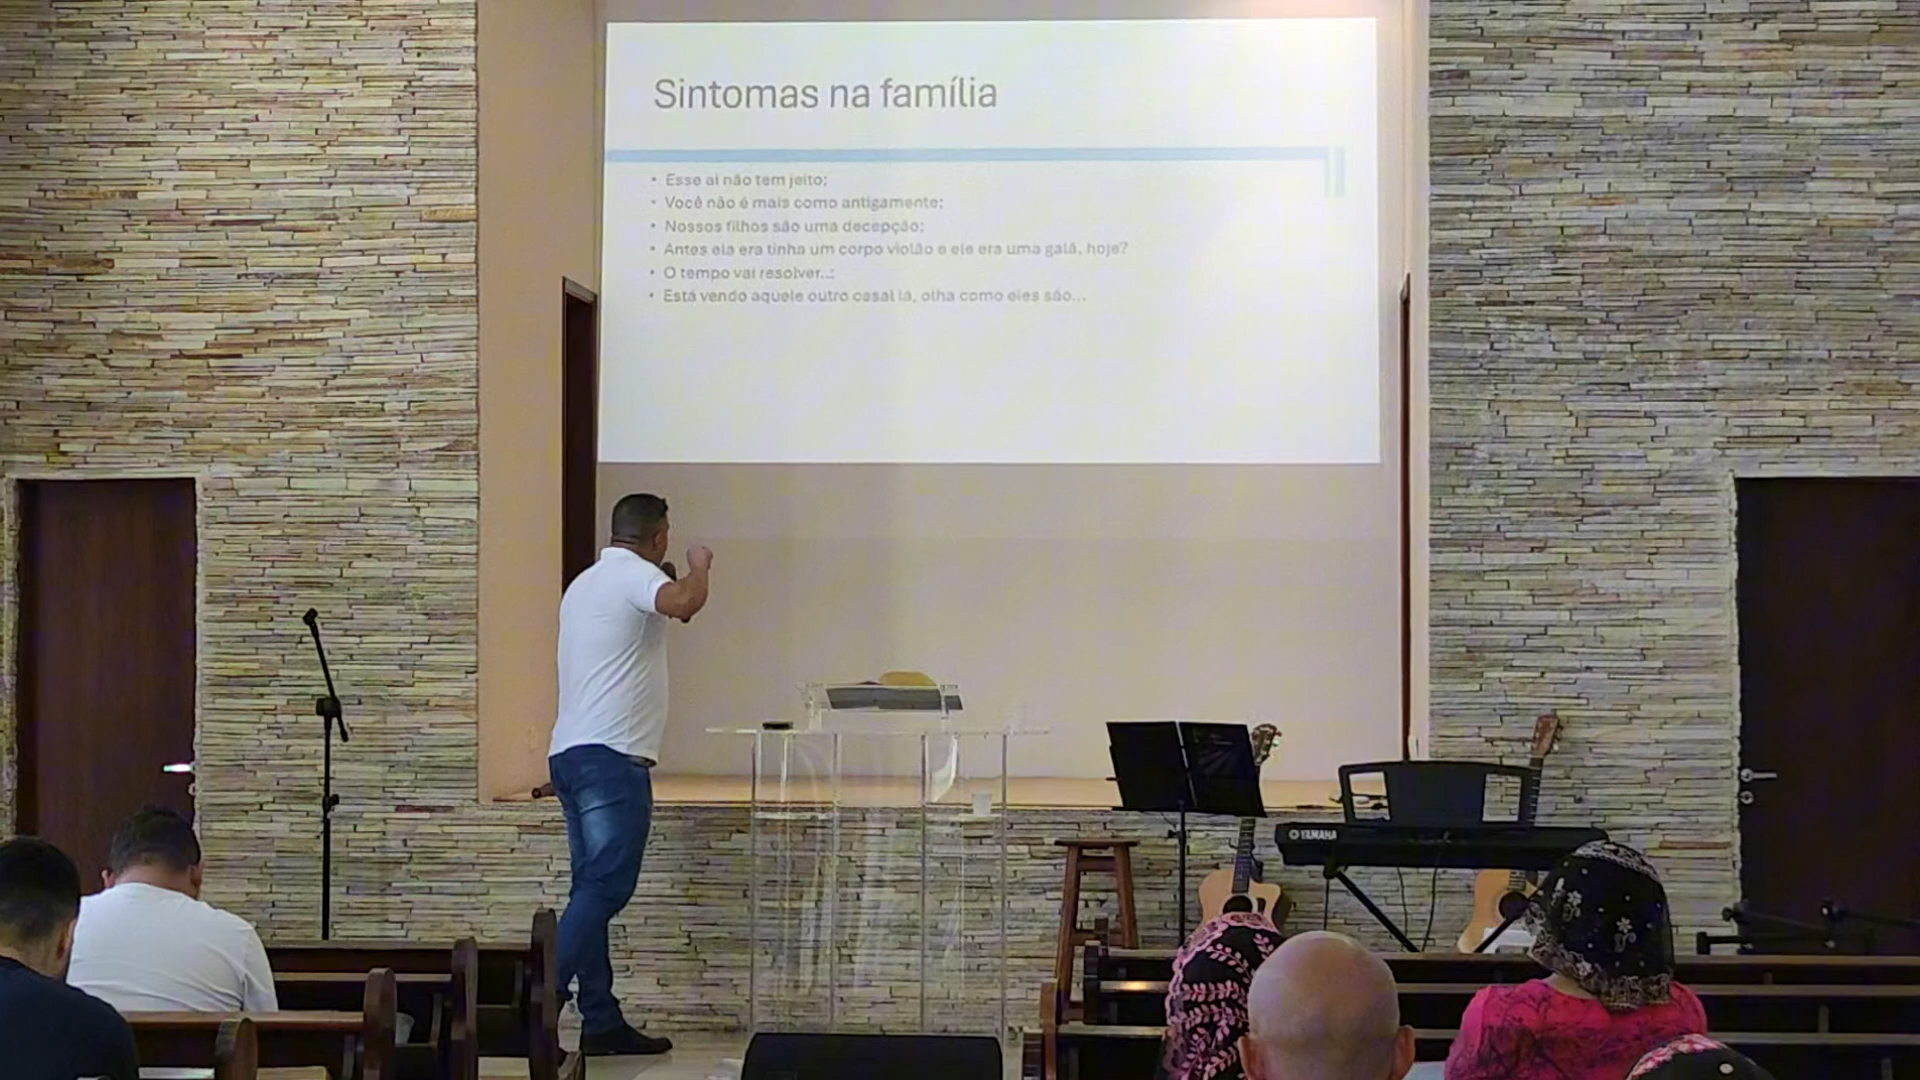 Sintomas na família
• Esse aí não tem jeito;
• Você não é mais como antigamente;
• Nossos filhos são uma decepção;
• Antes ela era tinha um corpo violão e ele era uma galã, hoje?
• O tempo vai resolver...;
• Está vendo aquele outro casal lá, olha como eles são...
YAMAHA